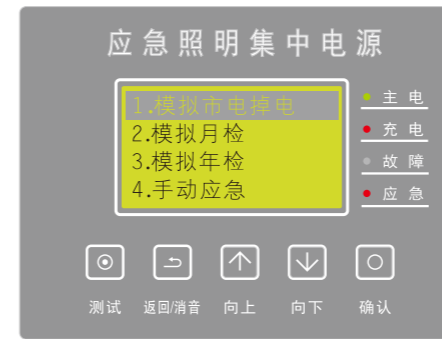 应急照明集中电源
1.模拟市电掉电
2.模拟月检
3.模拟年检
4.手动应急
主电
充电
故障
应急
测试 返回/消音 向上 向下 确认